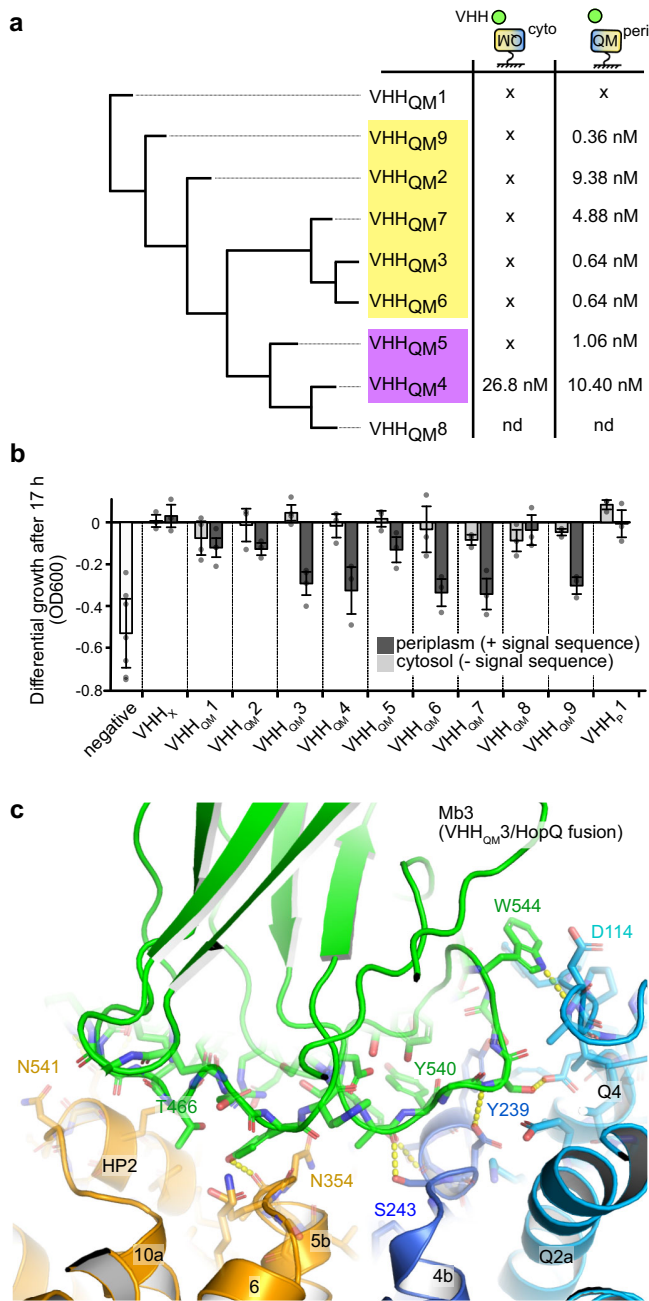 a
VHH
cyto
peri
QM
QM
VHHQM1 x x
VHHQM9 x 0.36 nM
VHHQM2 x 9.38 nM
VHHQM7 x 4.88 nM
VHHQM3 x 0.64 nM
VHHQM6 x 0.64 nM
VHHQM5 x 1.06 nM
VHHQM4 26.8 nM 10.40 nM
VHHQM8 nd nd
b
Differential growth after 17 h
(OD600)
0
-0.2
-0.4
-0.6
-0.8
periplasm (+ signal sequence)
cytosol (- signal sequence)
negative
VHHX
VHHQM1
VHHQM2
VHHQM3
VHHQM4
VHHQM5
VHHQM6
VHHQM7
VHHQM8
VHHQM9
VHHP1
c
Mb3
(VHHQM3/HopQ fusion)
W544
D114
N541
T466
Y540
Q4
Y239
HP2
N354
S243
10a
5b
6
4b
Q2a